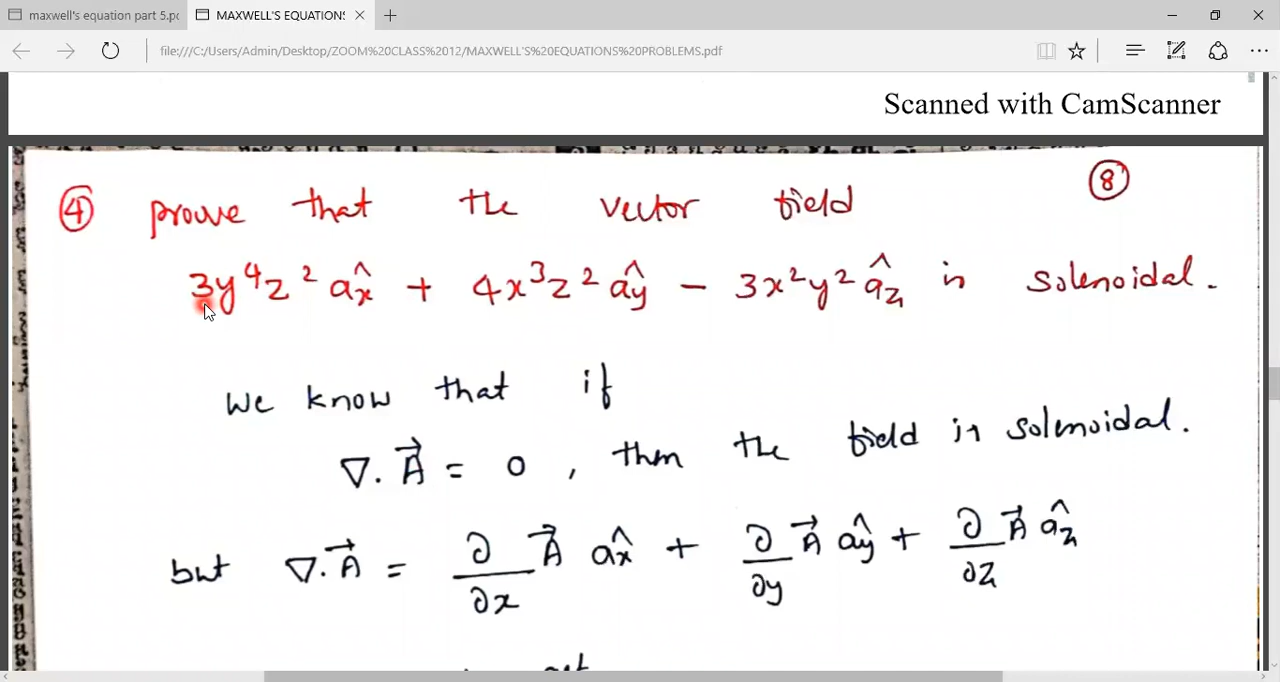 maxwell's equation part 5.pd
MAXWELL'S EQUATIONS
file:///C:/Users/Admin/Desktop/ZOOM%20CLASS%2012/MAXWELL'S%20EQUATIONS%20PROBLEMS.pdf
Scanned with CamScanner
④ prove that the vector field ⑧
3y⁴z² âx + 4x³z² ây − 3x²y² âz is solenoidal.
We know that if
∇. A⃗ = 0 , then the field is solenoidal.
but ∇. A⃗ = ∂/∂x A⃗ âx + ∂/∂y A⃗ ây + ∂/∂z A⃗ âz